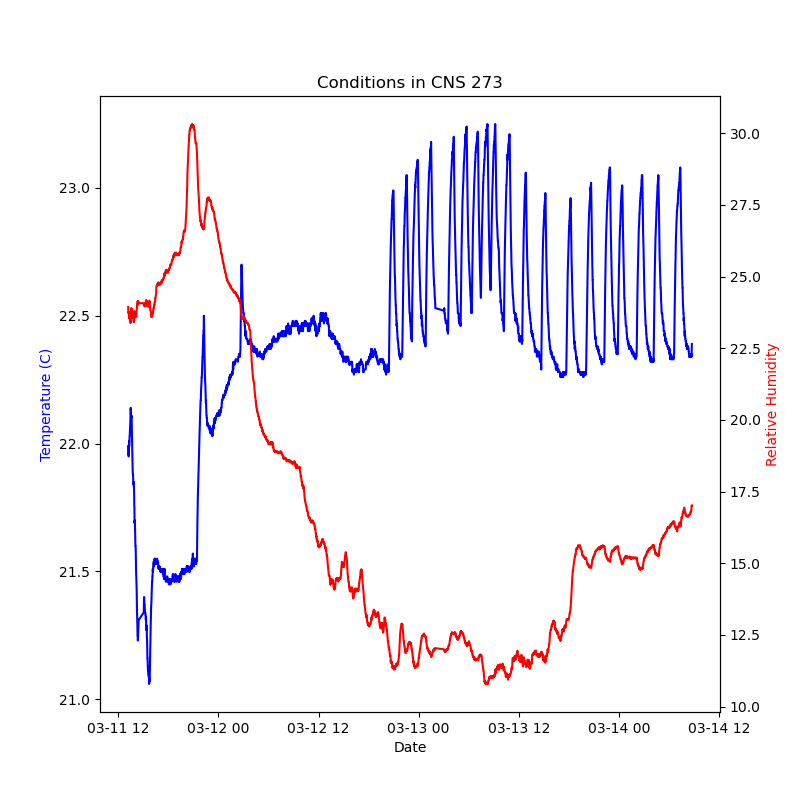 Conditions in CNS 273
Temperature (C)
23.0
22.5
22.0
21.5
21.0
30.0
27.5
25.0
22.5
20.0
17.5
15.0
12.5
10.0
Relative Humidity
03-11 12 03-12 00 03-12 12 03-13 00 03-13 12 03-14 00 03-14 12
Date